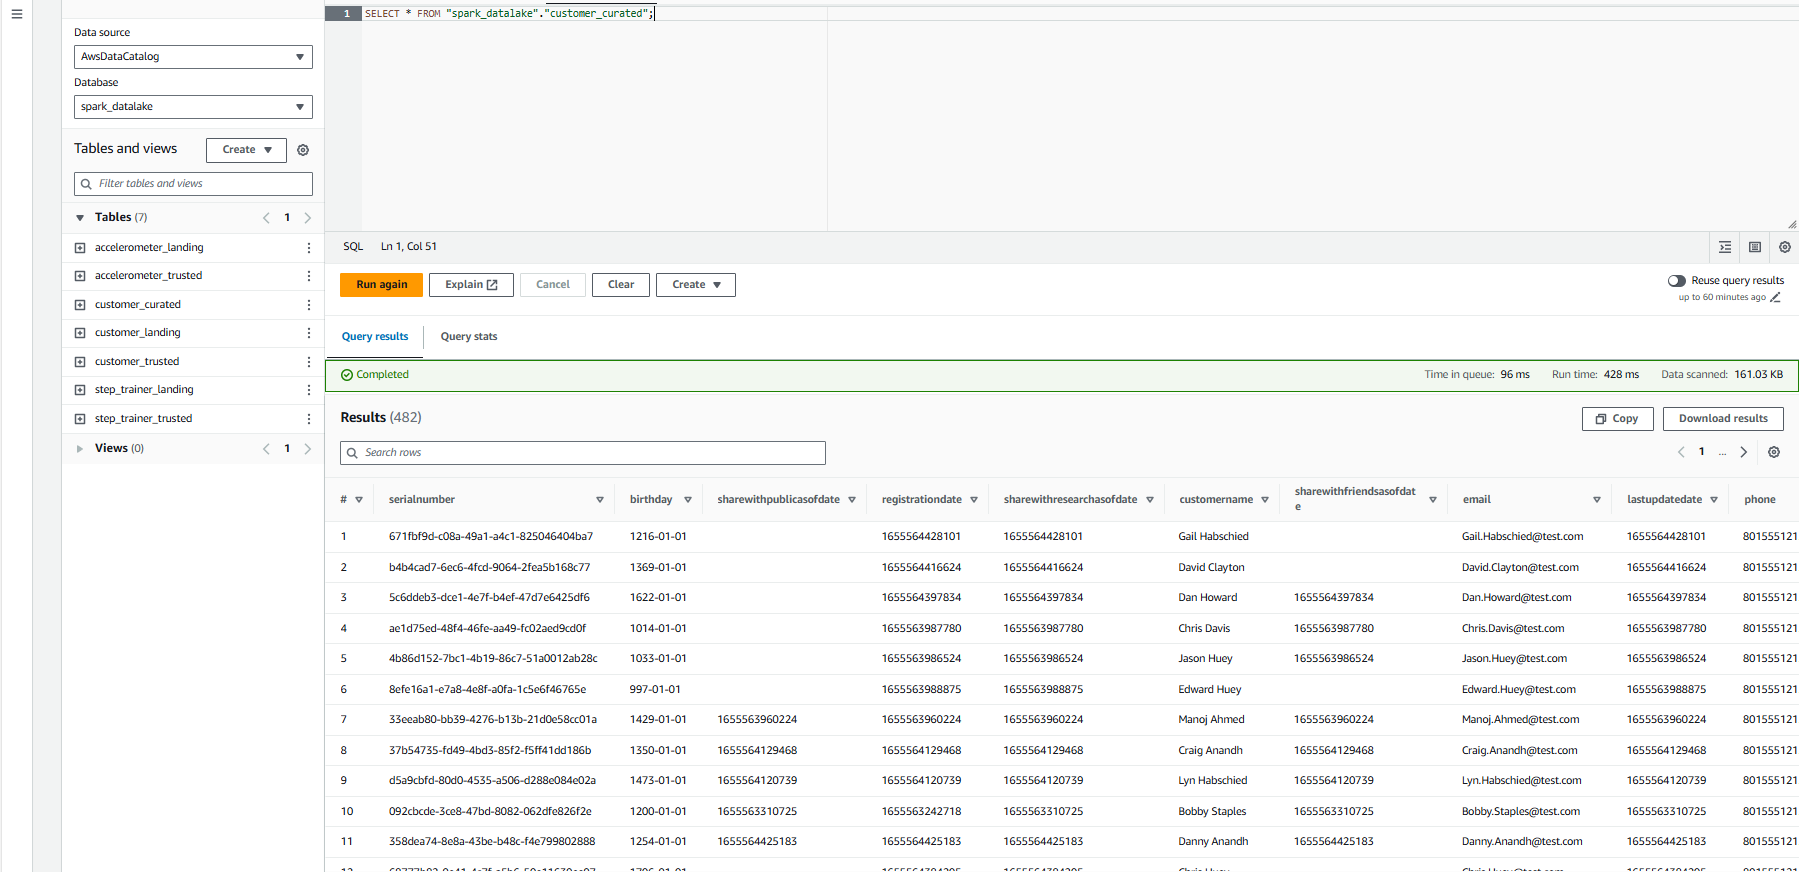 Data source
AwsDataCatalog
Database
spark_datalake
Tables and views
Create
Filter tables and views
Tables (7)
1
accelerometer_landing
accelerometer_trusted
customer_curated
customer_landing
customer_trusted
step_trainer_landing
step_trainer_trusted
Views (0)
1
1 SELECT * FROM "spark_datalake"."customer_curated";
SQL Ln 1, Col 51
Run again Explain Cancel Clear Create
Reuse query results
up to 60 minutes ago
Query results Query stats
Completed Time in queue: 96 ms Run time: 428 ms Data scanned: 161.03 KB
Results (482) Copy Download results
Search rows 1 ...
# serialnumber birthday sharewithpublicasofdate registrationdate sharewithresearchasofdate customername sharewithfriendsasofdate email lastupdatedate phone
1 671fbf9d-c08a-49a1-a4c1-825046404ba7 1216-01-01 1655564428101 1655564428101 Gail Habschied Gail.Habschied@test.com 1655564428101 801555121
2 b4b4cad7-6ec6-4fcd-9064-2fea5b168c77 1369-01-01 1655564416624 1655564416624 David Clayton David.Clayton@test.com 1655564416624 801555121
3 5c6ddeb3-dce1-4e7f-b4ef-47d7e6425df6 1622-01-01 1655564397834 1655564397834 Dan Howard 1655564397834 Dan.Howard@test.com 1655564397834 801555121
4 ae1d75ed-48f4-46fe-aa49-fc02aed9cd0f 1014-01-01 1655563987780 1655563987780 Chris Davis 1655563987780 Chris.Davis@test.com 1655563987780 801555121
5 4b86d152-7bc1-4b19-86c7-51a0012ab28c 1033-01-01 1655563986524 1655563986524 Jason Huey 1655563986524 Jason.Huey@test.com 1655563986524 801555121
6 8efe16a1-e7a8-4e8f-a0fa-1c5e6f46765e 997-01-01 1655563988875 1655563988875 Edward Huey Edward.Huey@test.com 1655563988875 801555121
7 33eeab80-bb39-4276-b13b-21d0e58cc01a 1429-01-01 1655563960224 1655563960224 1655563960224 Manoj Ahmed 1655563960224 Manoj.Ahmed@test.com 1655563960224 801555121
8 37b54735-fd49-4bd3-85f2-f5ff41dd186b 1350-01-01 1655564129468 1655564129468 1655564129468 Craig Anandh 1655564129468 Craig.Anandh@test.com 1655564129468 801555121
9 d5a9cbfd-80d0-4535-a506-d288e084e02a 1473-01-01 1655564120739 1655564120739 1655564120739 Lyn Habschied 1655564120739 Lyn.Habschied@test.com 1655564120739 801555121
10 092cbcde-3ce8-47bd-8082-062dfe826f2e 1200-01-01 1655563310725 1655563242718 1655563310725 Bobby Staples 1655563310725 Bobby.Staples@test.com 1655563310725 801555121
11 358dea74-8e8a-43be-b48c-f4e799802888 1254-01-01 1655564425183 1655564425183 1655564425183 Danny Anandh 1655564425183 Danny.Anandh@test.com 1655564425183 801555121